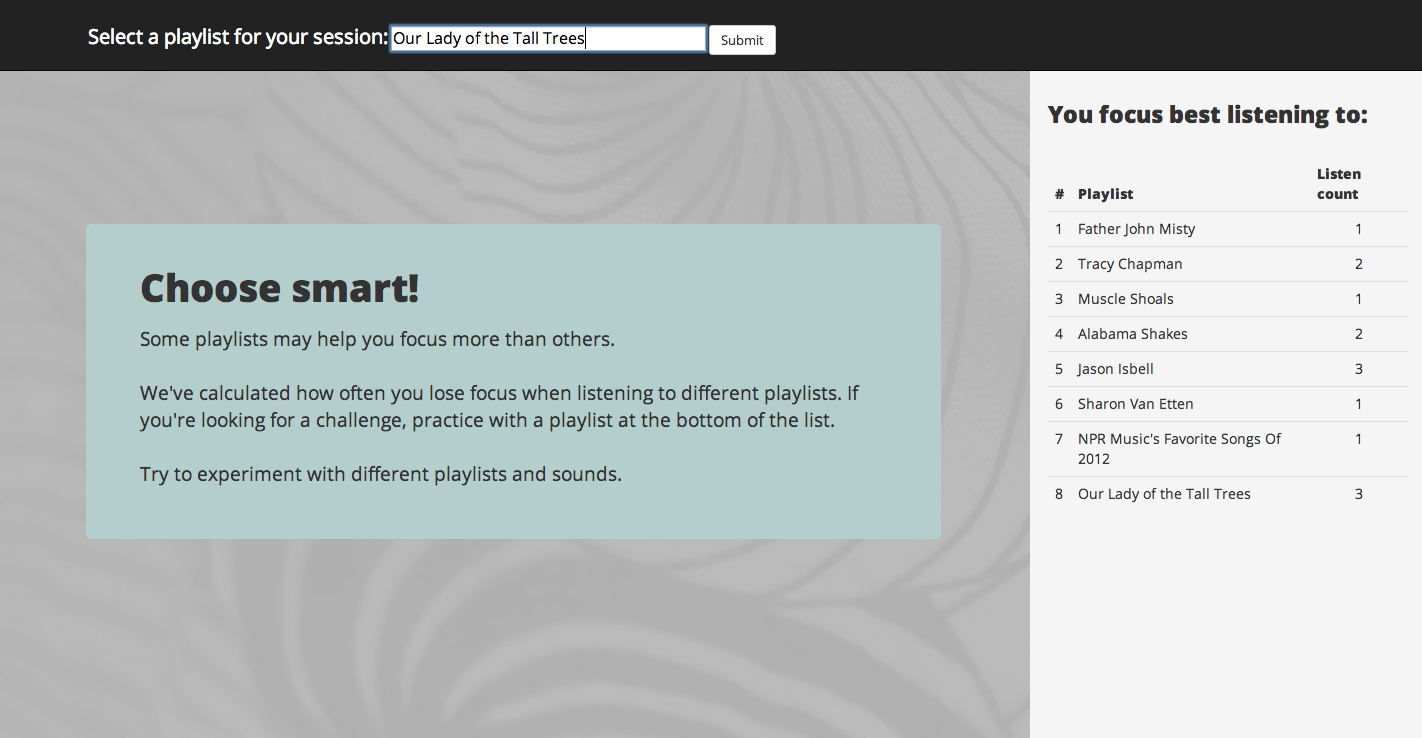 Select a playlist for your session: Our Lady of the Tall Trees Submit
Choose smart!
Some playlists may help you focus more than others.
We've calculated how often you lose focus when listening to different playlists. If
you're looking for a challenge, practice with a playlist at the bottom of the list.
Try to experiment with different playlists and sounds.
You focus best listening to:
# Playlist Listen
count
1 Father John Misty 1
2 Tracy Chapman 2
3 Muscle Shoals 1
4 Alabama Shakes 2
5 Jason Isbell 3
6 Sharon Van Etten 1
7 NPR Music's Favorite Songs Of 1
2012
8 Our Lady of the Tall Trees 3